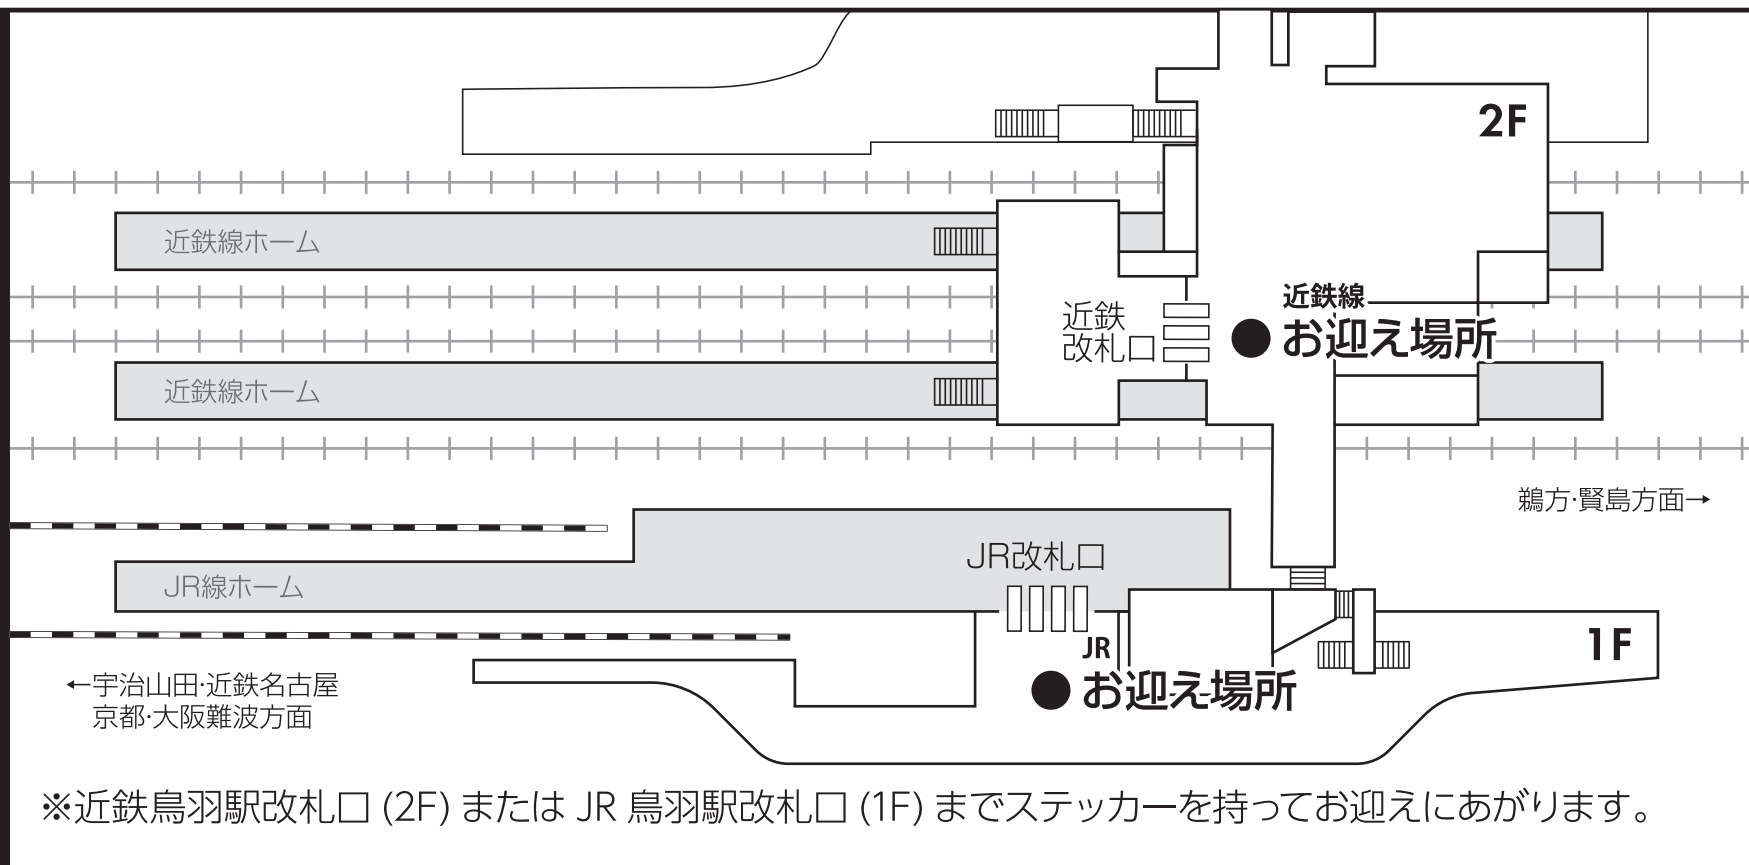 2F
近鉄線ホーム
近鉄線
お迎え場所
近鉄
改札口
近鉄線ホーム
鵜方・賢島方面→
JR改札口
JR線ホーム
JR
お迎え場所
1F
←宇治山田・近鉄名古屋
京都・大阪難波方面
※近鉄鳥羽駅改札口 (2F) または JR 鳥羽駅改札口 (1F) までステッカーを持ってお迎えにあがります。